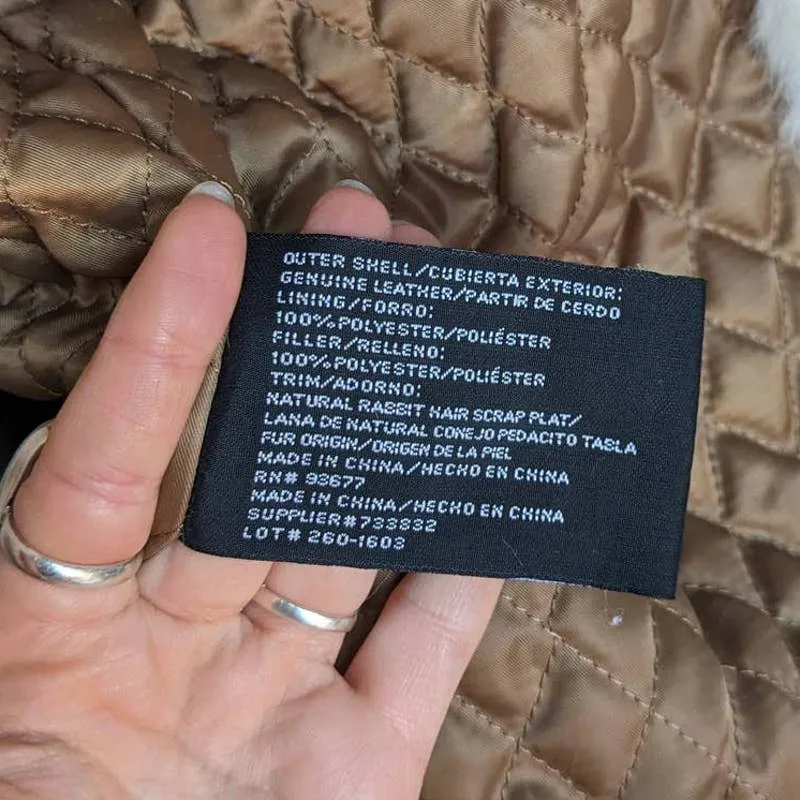 OUTER SHELL/CUBIERTA EXTERIOR:
GENUINE LEATHER/PARTIR DE CERDO
LINING/FORRO:
100%POLYESTER/POLIÉSTER
FILLER/RELLENO:
100%POLYESTER/POLIÉSTER
TRIM/ADORNO:
NATURAL RABBIT HAIR SCRAP PLAT/
LANA DE NATURAL CONEJO PEDACITO TABLA
FUR ORIGIN/ORIGEN DE LA PIEL
MADE IN CHINA/HECHO EN CHINA
RN# 93677
MADE IN CHINA/HECHO EN CHINA
SUPPLIER#733832
LOT# 260-1603